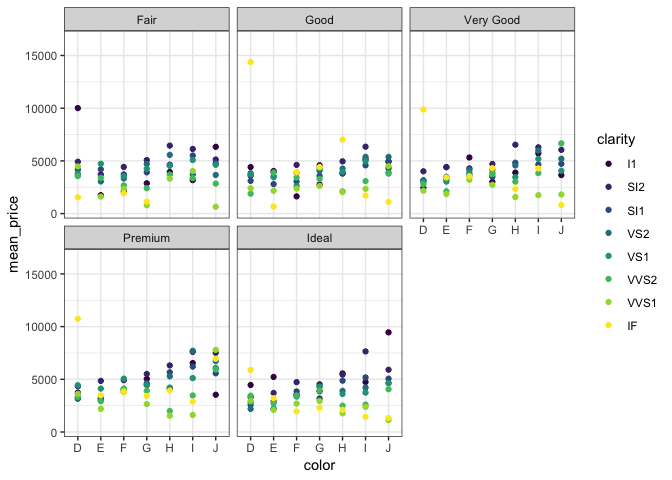 Fair
Good
Very Good
15000
10000
5000
0
D E F G H I J
Premium
Ideal
15000
10000
5000
0
D E F G H I J
D E F G H I J
mean_price
color
clarity
I1
SI2
SI1
VS2
VS1
VVS2
VVS1
IF